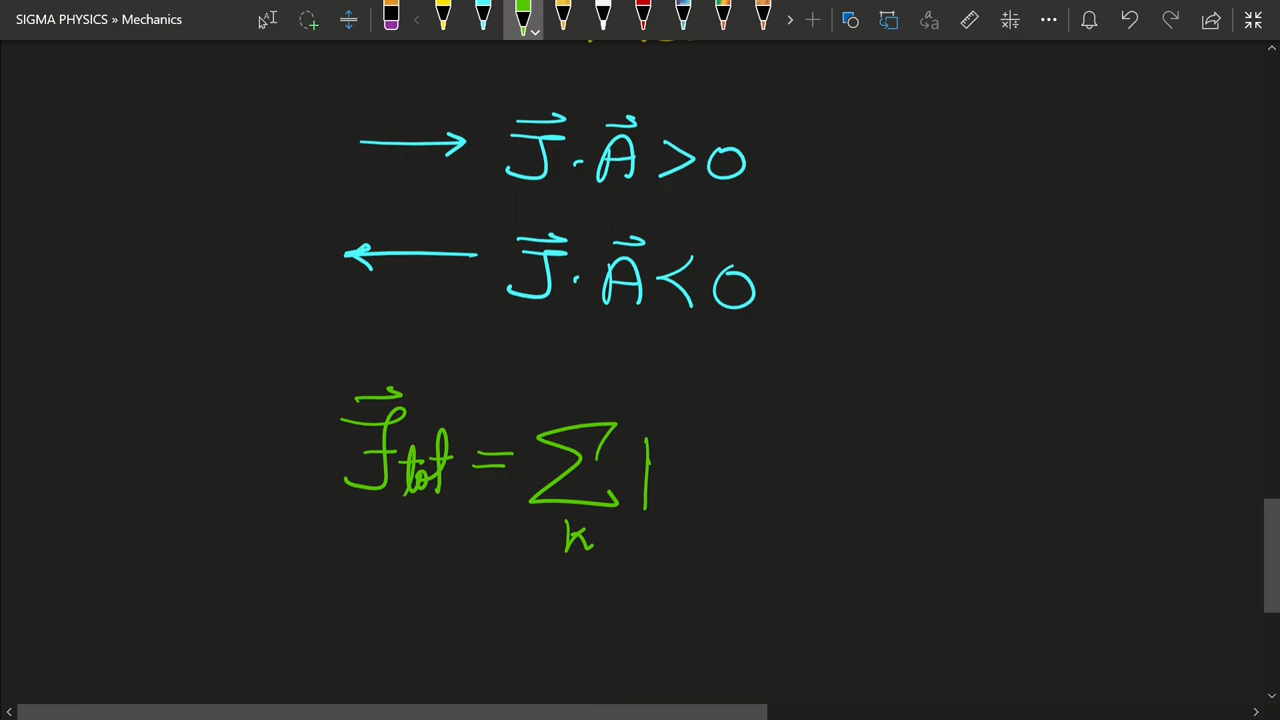 SIGMA PHYSICS » Mechanics
→ J⃗ · A⃗ > 0
← J⃗ · A⃗ < 0
J⃗tot = ∑k |